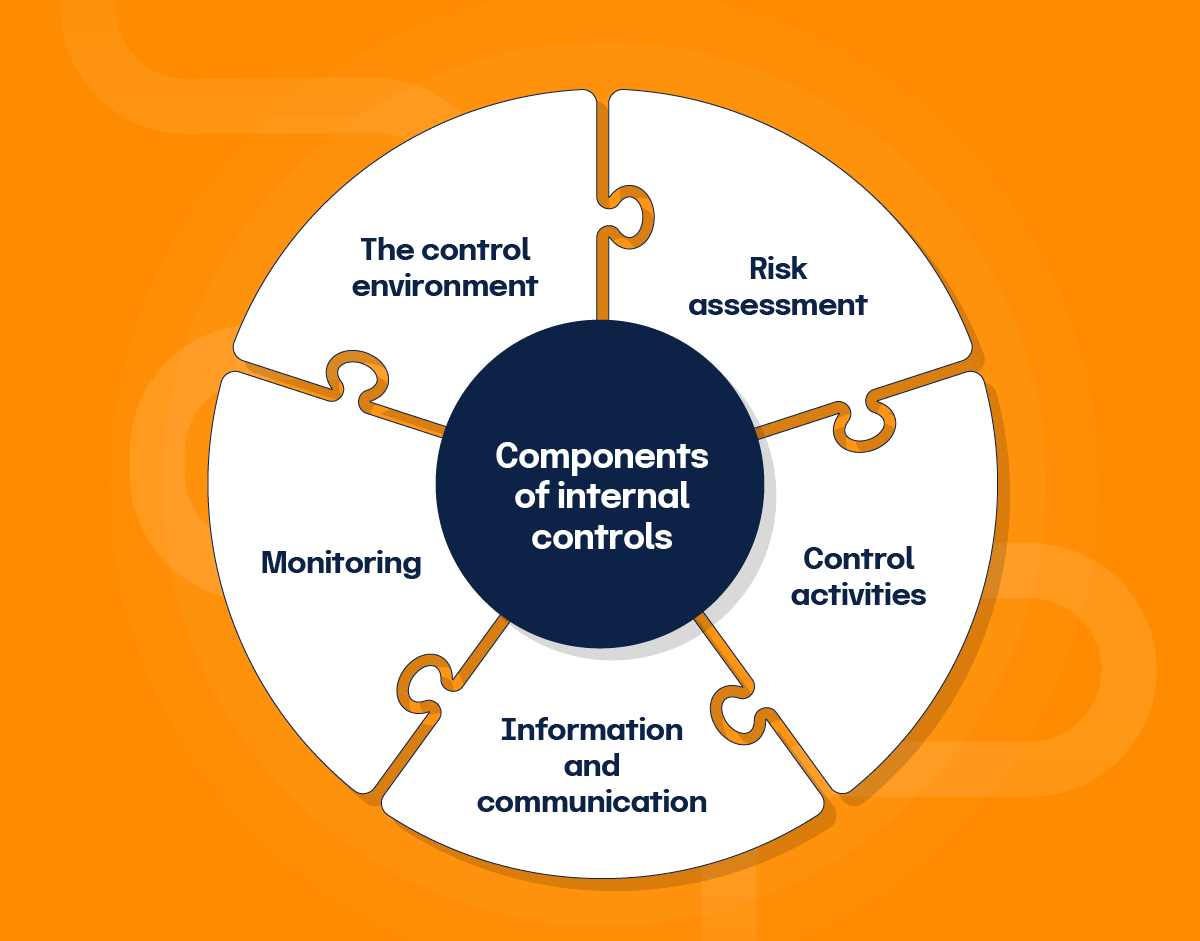 The control
environment
Risk
assessment
Components
of internal
controls
Monitoring
Control
activities
Information
and
communication